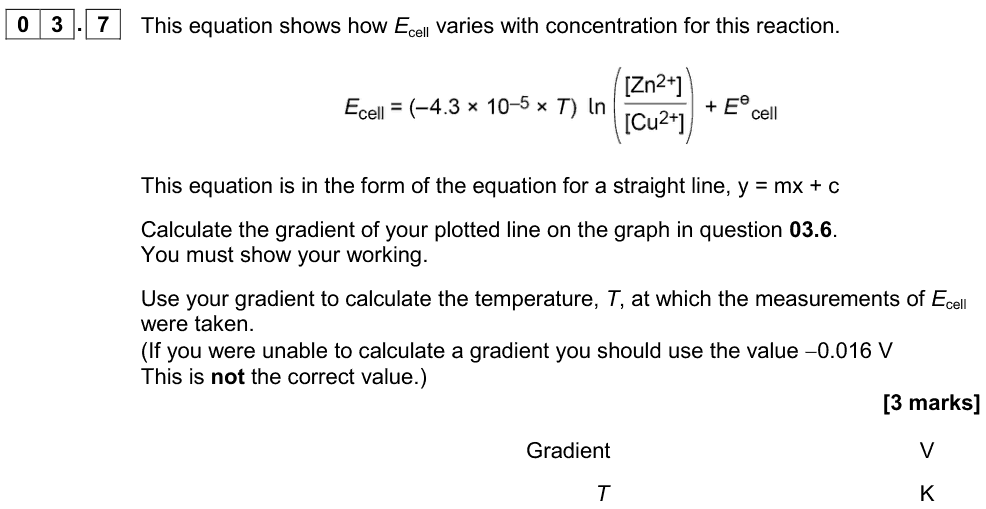 0 3 . 7 This equation shows how Ecell varies with concentration for this reaction.
Ecell = (–4.3 × 10–5 × T) ln ([Zn2+] / [Cu2+]) + E⦵cell
This equation is in the form of the equation for a straight line, y = mx + c
Calculate the gradient of your plotted line on the graph in question 03.6.
You must show your working.
Use your gradient to calculate the temperature, T, at which the measurements of Ecell
were taken.
(If you were unable to calculate a gradient you should use the value –0.016 V
This is not the correct value.)
[3 marks]
Gradient V
T K